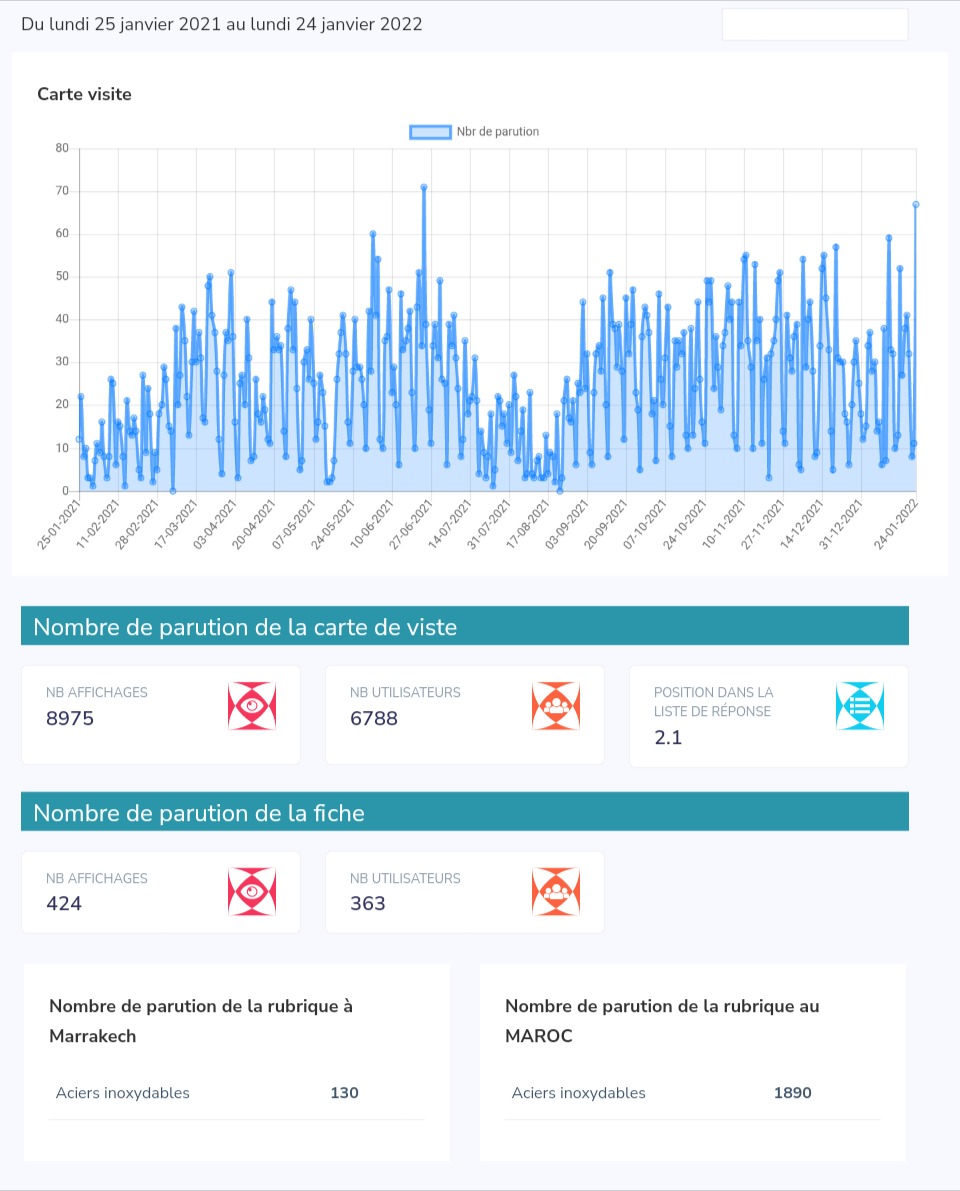 Du lundi 25 janvier 2021 au lundi 24 janvier 2022
Carte visite
Nbr de parution
80
70
60
50
40
30
20
10
0
25-01-2021
11-02-2021
28-02-2021
17-03-2021
03-04-2021
20-04-2021
07-05-2021
24-05-2021
10-06-2021
27-06-2021
14-07-2021
31-07-2021
17-08-2021
03-09-2021
20-09-2021
07-10-2021
24-10-2021
10-11-2021
27-11-2021
14-12-2021
31-12-2021
24-01-2022
Nombre de parution de la carte de viste
NB AFFICHAGES
8975
NB UTILISATEURS
6788
POSITION DANS LA
LISTE DE RÉPONSE
2.1
Nombre de parution de la fiche
NB AFFICHAGES
424
NB UTILISATEURS
363
Nombre de parution de la rubrique à
Marrakech
Aciers inoxydables 130
Nombre de parution de la rubrique au
MAROC
Aciers inoxydables 1890